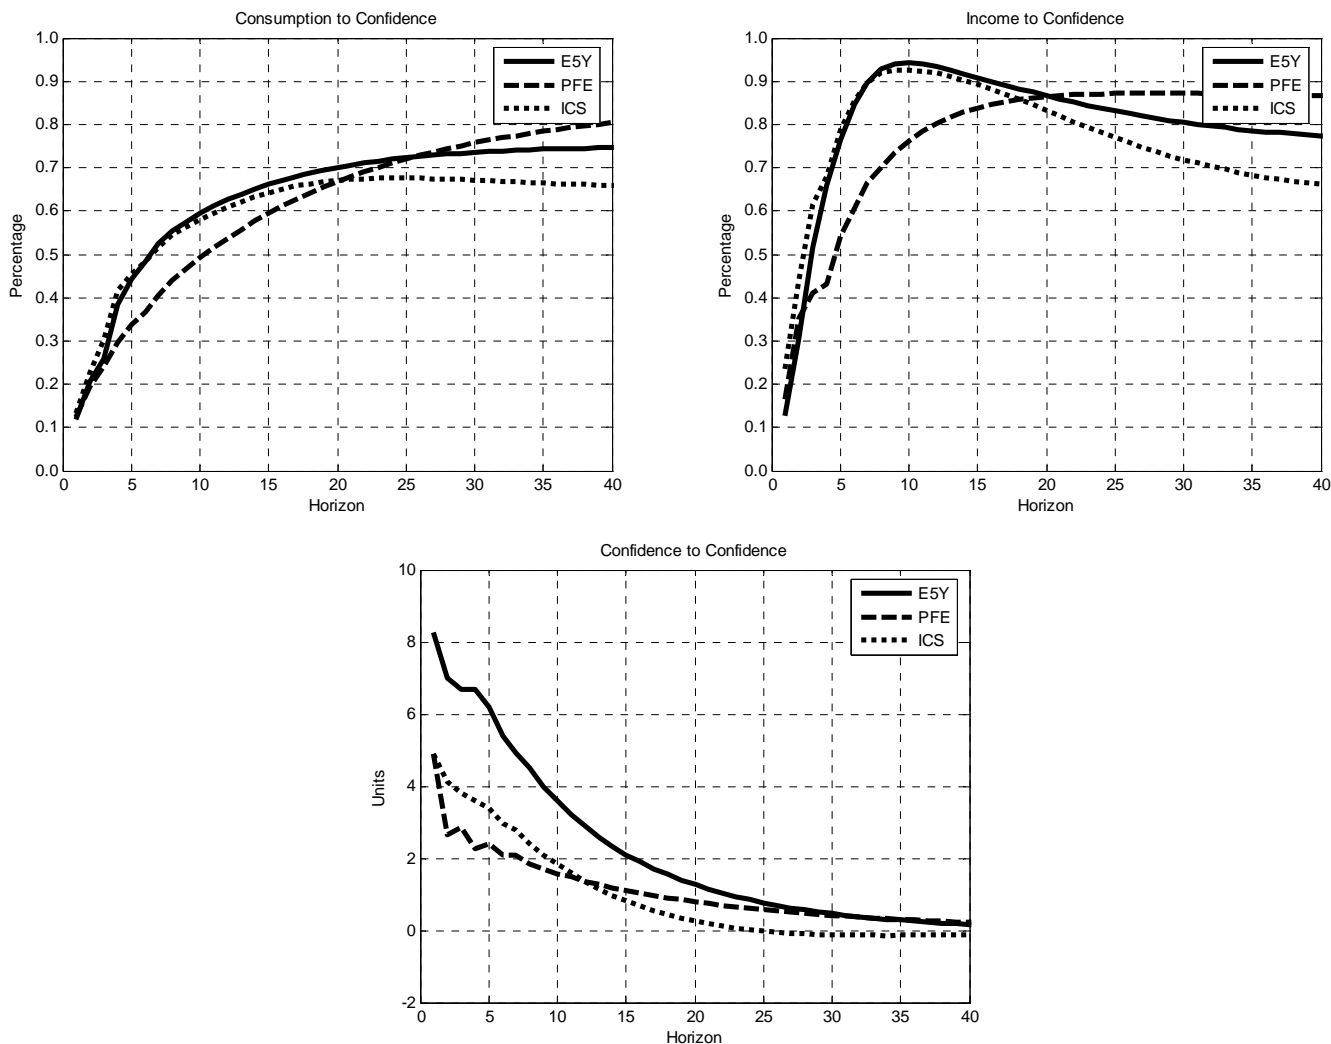 Consumption to Confidence
1.0
0.9
0.8
0.7
0.6
0.5
0.4
0.3
0.2
0.1
0.0
Percentage
E5Y
PFE
ICS
0 5 10 15 20 25 30 35 40
Horizon
Income to Confidence
1.0
0.9
0.8
0.7
0.6
0.5
0.4
0.3
0.2
0.1
0.0
Percentage
E5Y
PFE
ICS
0 5 10 15 20 25 30 35 40
Horizon
Confidence to Confidence
10
8
6
4
2
0
-2
Units
E5Y
PFE
ICS
0 5 10 15 20 25 30 35 40
Horizon